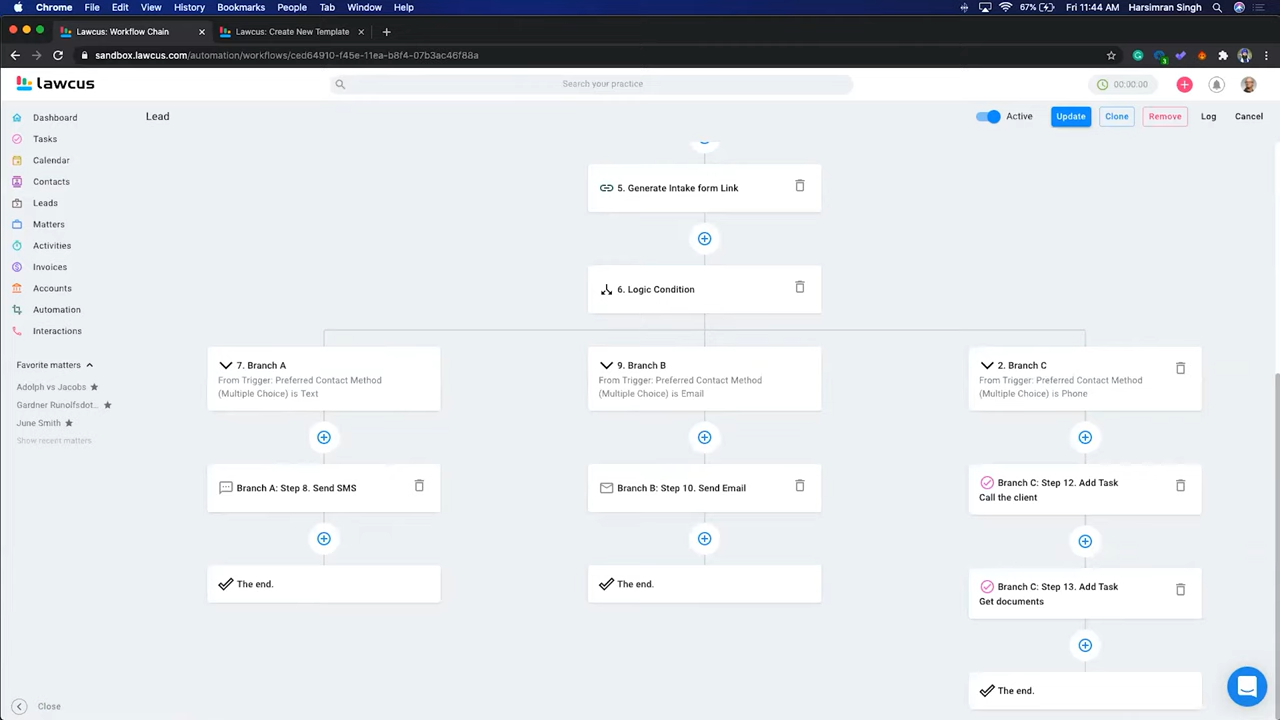 Chrome File Edit View History Bookmarks People Tab Window Help 67% Fri 11:44 AM Harsimran Singh
Lawcus: Workflow Chain Lawcus: Create New Template
sandbox.lawcus.com/automation/workflows/ced64910-f45e-11ea-b8f4-07b3ac46f88a
3
lawcus Search your practice 00:00:00
Lead Active Update Clone Remove Log Cancel
Dashboard
Tasks
Calendar
Contacts
Leads
Matters
Activities
Invoices
Accounts
Automation
Interactions
Favorite matters
Adolph vs Jacobs
Gardner Runolfsdot..
June Smith
Show recent matters
Close
5. Generate Intake form Link
6. Logic Condition
7. Branch A
From Trigger: Preferred Contact Method
(Multiple Choice) is Text
Branch A: Step 8. Send SMS
The end.
9. Branch B
From Trigger: Preferred Contact Method
(Multiple Choice) is Email
Branch B: Step 10. Send Email
The end.
2. Branch C
From Trigger: Preferred Contact Method
(Multiple Choice) is Phone
Branch C: Step 12. Add Task
Call the client
Branch C: Step 13. Add Task
Get documents
The end.